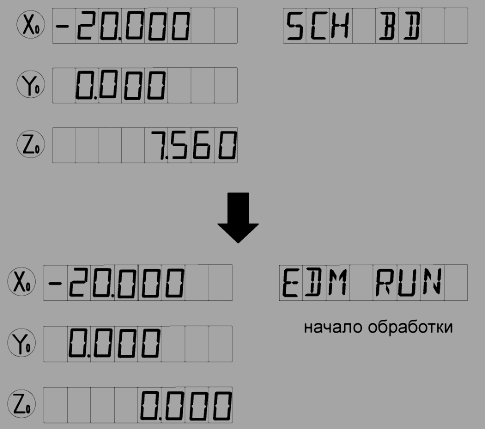 X₀ -20.000 SCH BD
Y₀ 0.000
Z₀ 7.560
X₀ -20.000 EDM RUN
начало обработки
Y₀ 0.000
Z₀ 0.000